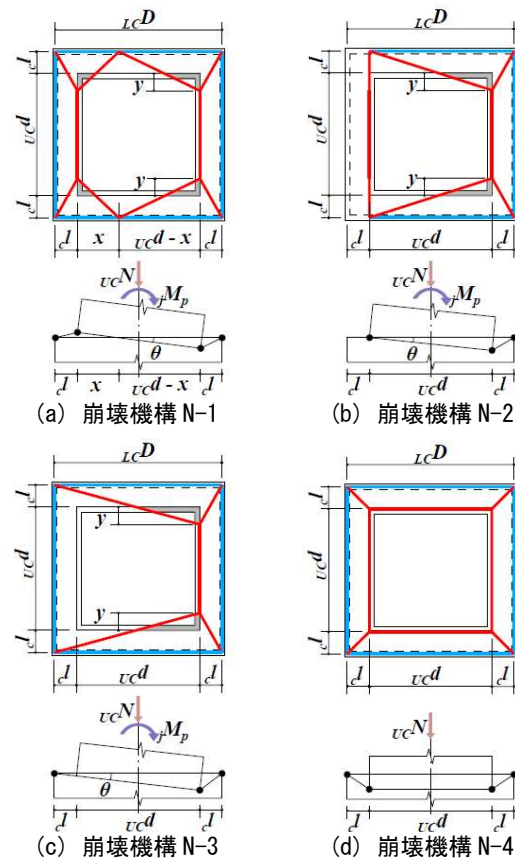 LCD LCD
cl cl
y y
UCd UCd
y y
cl cl
cl x UCd - x cl cl UCd cl
UCN jMp UCN jMp
θ θ
cl x UCd - x cl cl UCd cl
(a) 崩壊機構 N-1 (b) 崩壊機構 N-2
LCD LCD
cl cl
y
UCd UCd
y
cl cl
cl UCd cl cl UCd cl
UCN jMp UCN
θ
cl UCd cl cl UCd cl
(c) 崩壊機構 N-3 (d) 崩壊機構 N-4